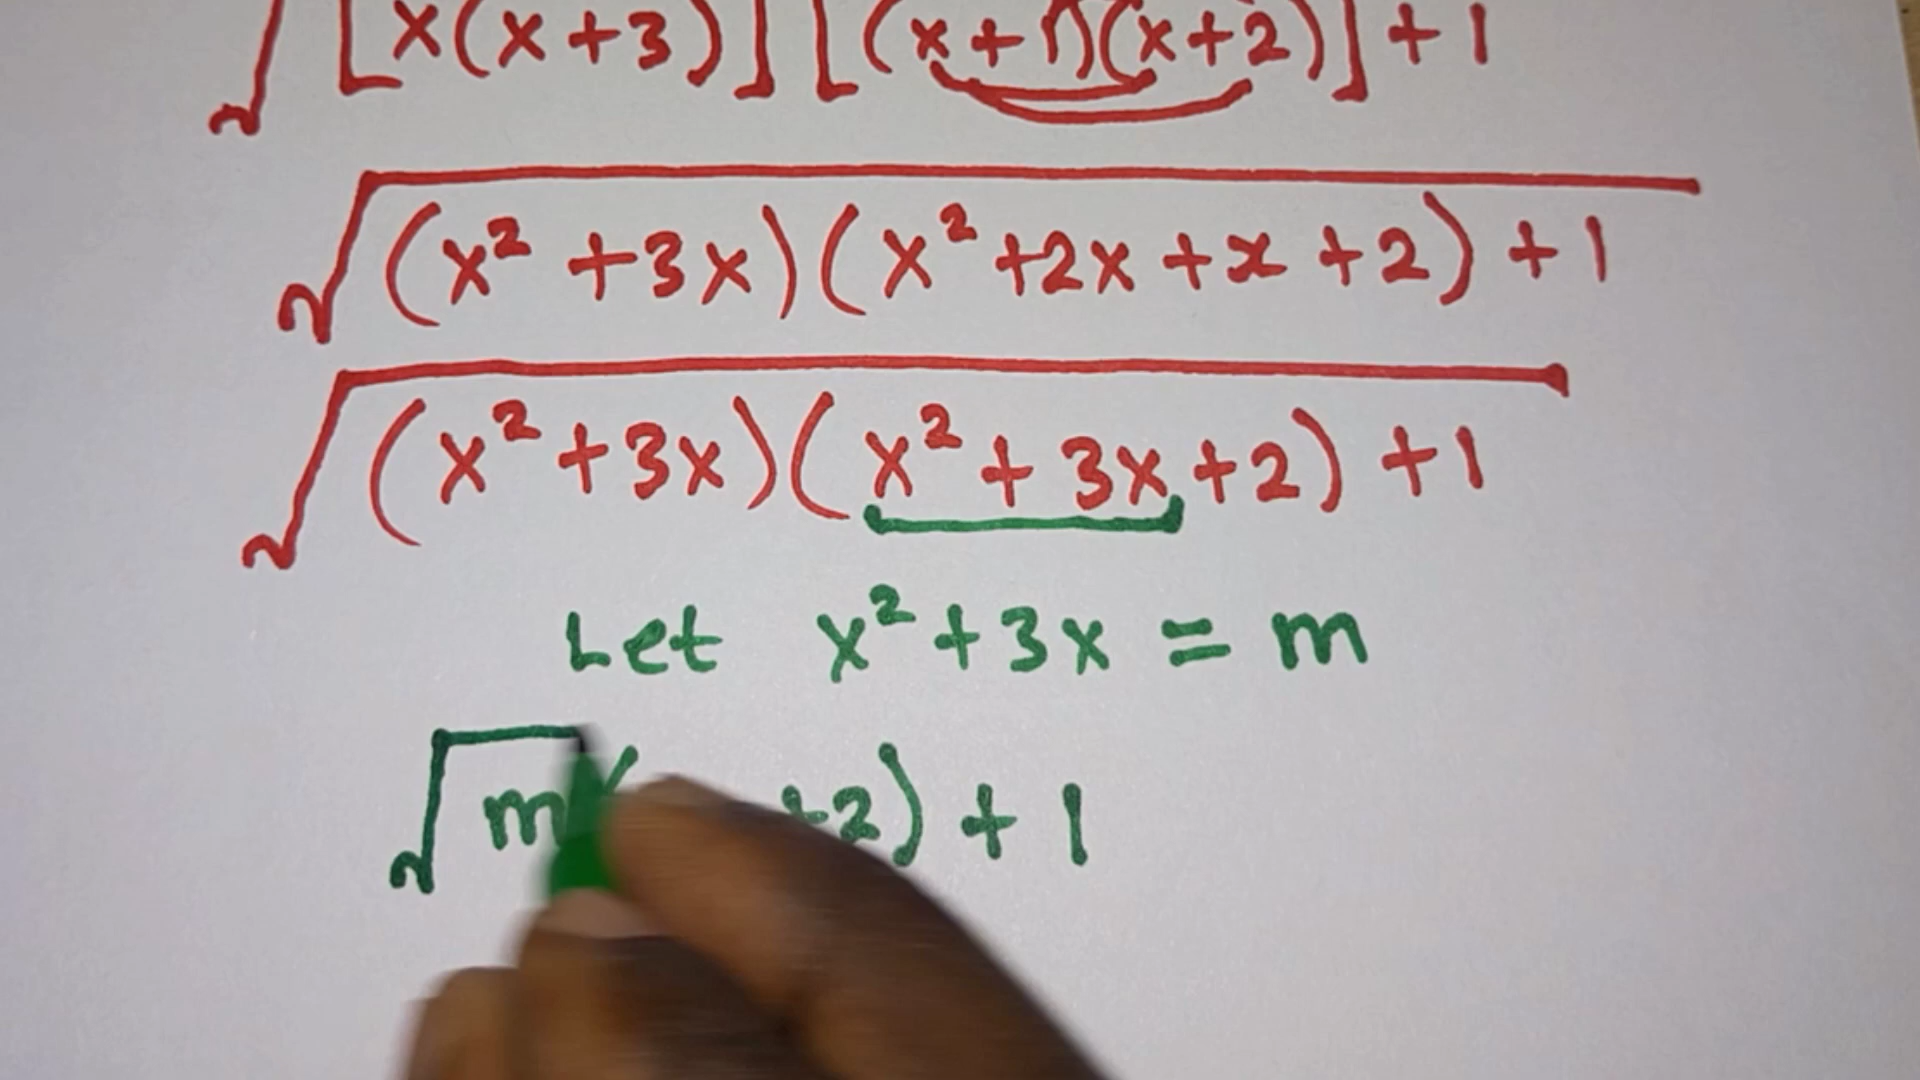 √[x(x+3)][(x+1)(x+2)]+1
√(x²+3x)(x²+2x+x+2)+1
√(x²+3x)(x²+3x+2)+1
Let x²+3x = m
√m( +2)+1